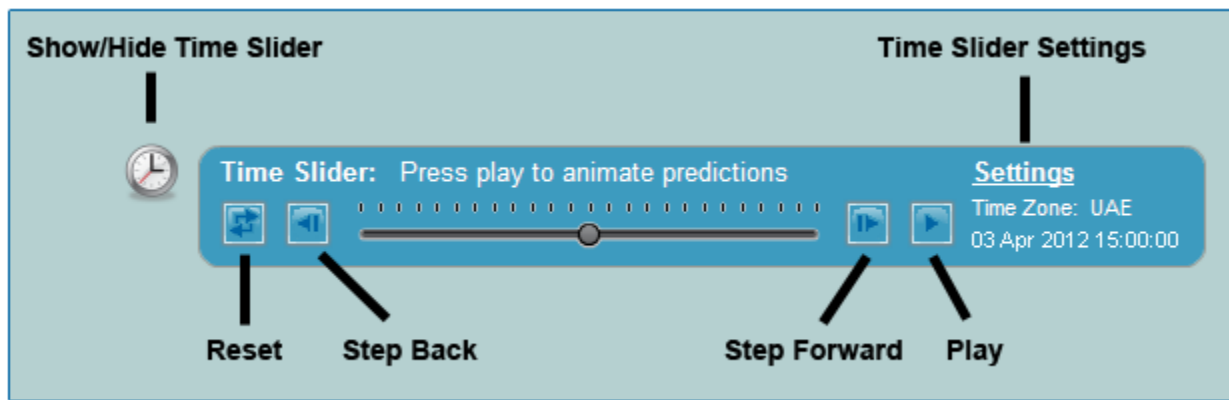 Show/Hide Time Slider
Time Slider Settings
Time Slider: Press play to animate predictions
Settings
Time Zone: UAE
03 Apr 2012 15:00:00
Reset
Step Back
Step Forward
Play